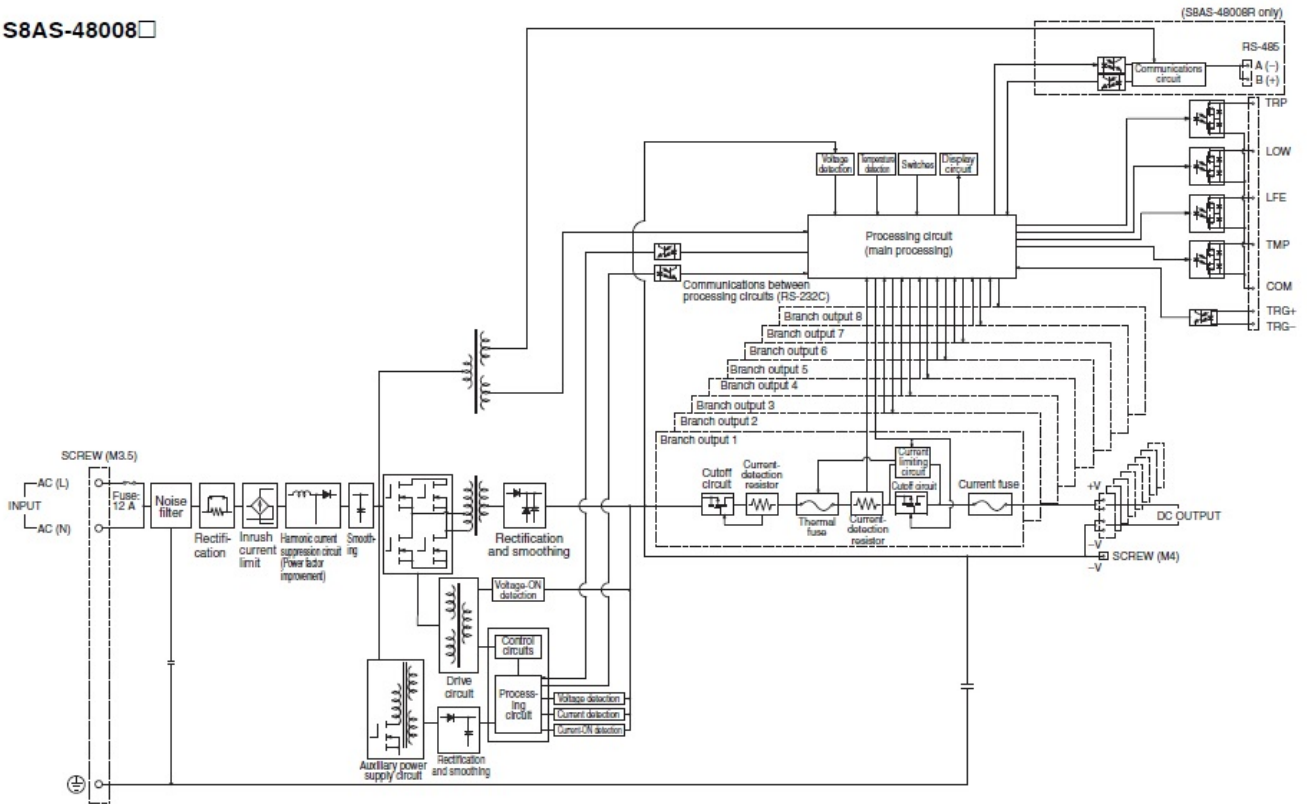 S8AS-48008□
(S8AS-48008R only)
RS-485
A (−)
B (+)
Communications
circuit
TRP
LOW
LFE
TMP
COM
TRG+
TRG−
Voltage
detection
Temperature
detection
Switches
Display
circuit
Processing circuit
(main processing)
Communications between
processing circuits (RS-232C)
Branch output 8
Branch output 7
Branch output 6
Branch output 5
Branch output 4
Branch output 3
Branch output 2
Branch output 1
Cutoff
circuit
Current-
detection
resistor
Thermal
fuse
Current-
detection
resistor
Current
limiting
circuit
Cutoff circuit
Current fuse
+V
DC OUTPUT
−V
SCREW (M4)
−V
SCREW (M3.5)
AC (L)
INPUT
AC (N)
Fuse:
12 A
Noise
filter
Rectifi-
cation
Inrush
current
limit
Harmonic current
suppression circuit
(Power factor
improvement)
Smooth-
ing
Rectification
and smoothing
Voltage-ON
detection
Drive
circuit
Control
circuits
Process-
ing
circuit
Voltage detection
Current detection
Current-ON detection
Auxiliary power
supply circuit
Rectification
and smoothing